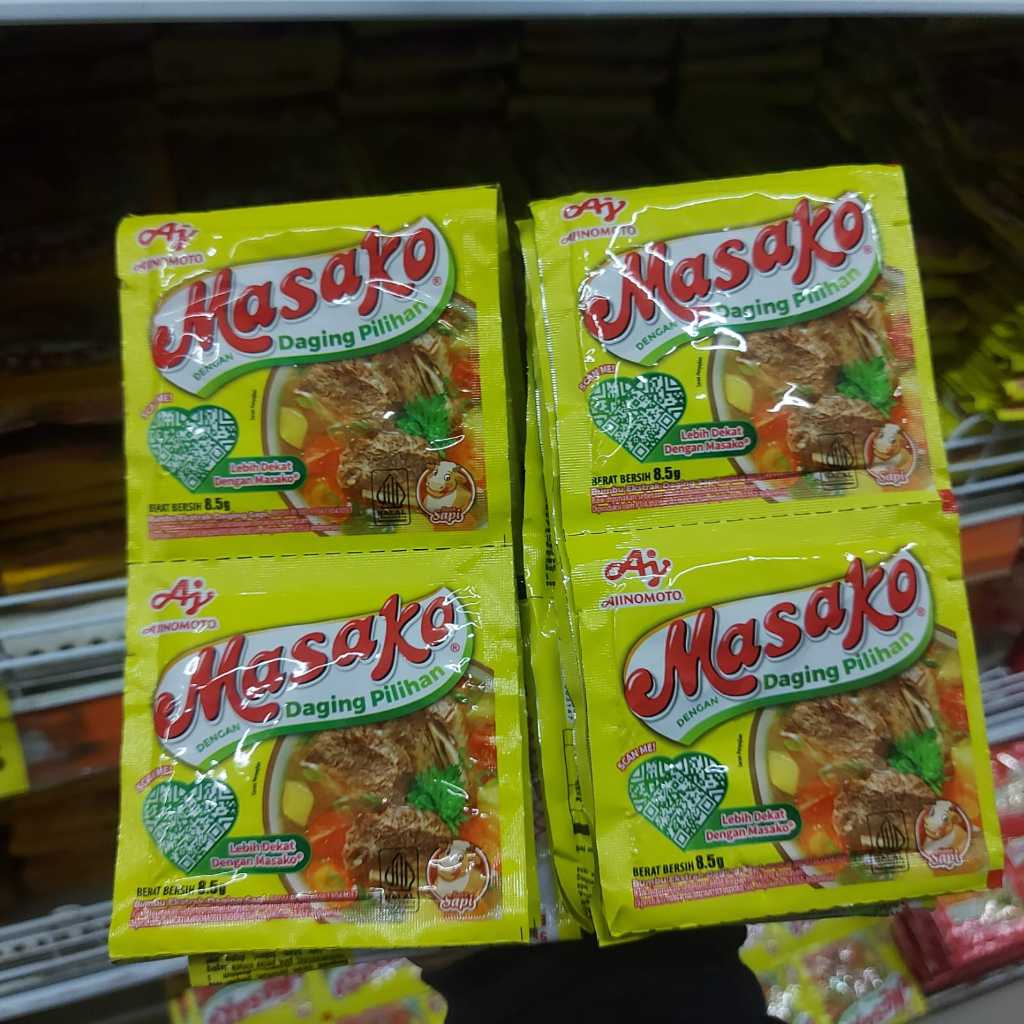 AJINOMOTO
Masako®
DENGAN Daging Pilihan
SCAN ME!
Lebih Dekat
Dengan Masako®
BERAT BERSIH 8.5g
Sapi
AJINOMOTO
Masako®
DENGAN Daging Pilihan
SCAN ME!
Lebih Dekat
Dengan Masako®
BERAT BERSIH 8.5g
Sapi
AJINOMOTO
Masako®
DENGAN Daging Pilihan
SCAN ME!
Lebih Dekat
Dengan Masako®
BERAT BERSIH 8.5g
Sapi
AJINOMOTO
Masako®
DENGAN Daging Pilihan
SCAN ME!
Lebih Dekat
Dengan Masako®
BERAT BERSIH 8.5g
Sapi